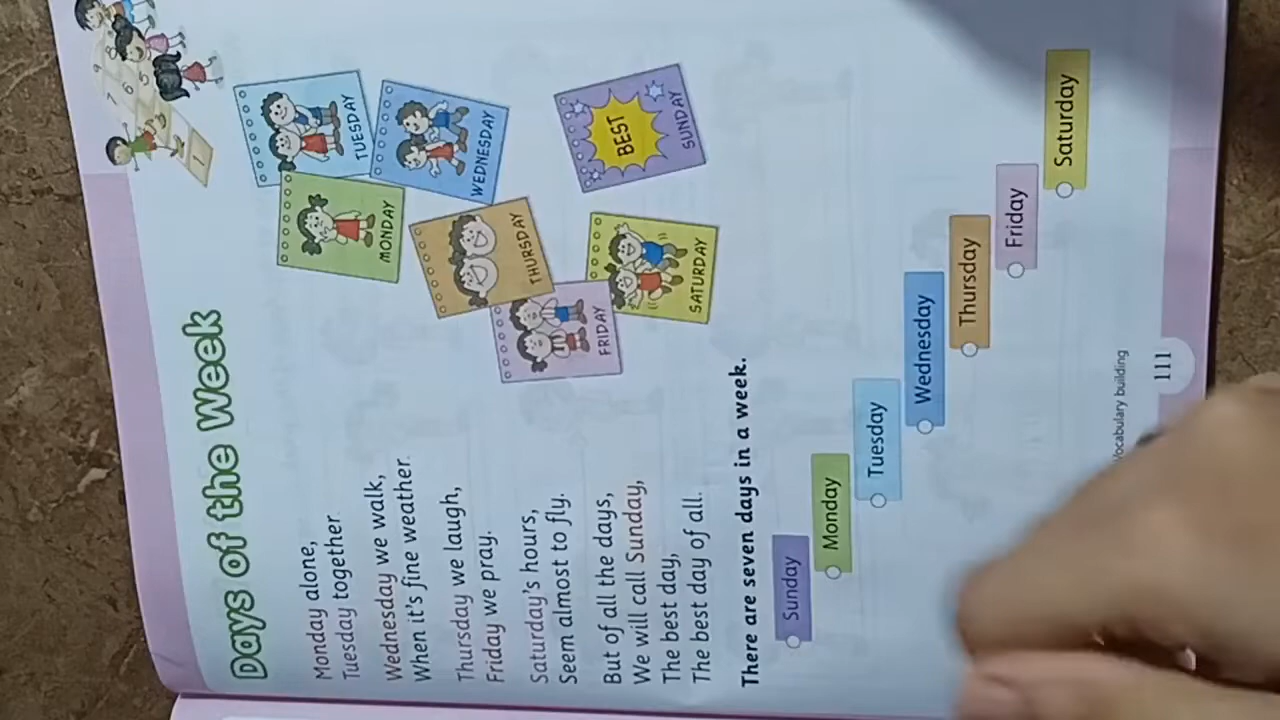 Days of the Week
Monday alone,
Tuesday together.
Wednesday we walk,
When it's fine weather.
Thursday we laugh,
Friday we pray.
Saturday's hours,
Seem almost to fly.
But of all the days,
We will call Sunday,
The best day,
The best day of all.
MONDAY
TUESDAY
WEDNESDAY
THURSDAY
FRIDAY
SATURDAY
BEST
SUNDAY
There are seven days in a week.
Sunday
Monday
Tuesday
Wednesday
Thursday
Friday
Saturday
Vocabulary building
111